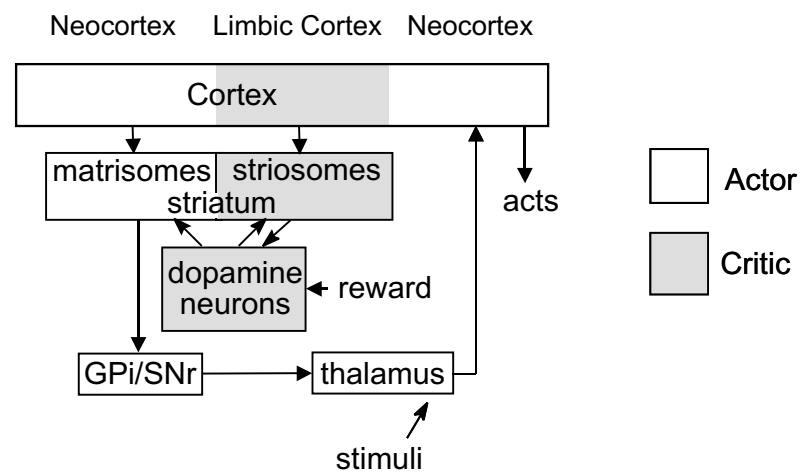 Neocortex Limbic Cortex Neocortex
Cortex
matrisomes striosomes
striatum
acts
Actor
Critic
dopamine
neurons
reward
GPi/SNr
thalamus
stimuli